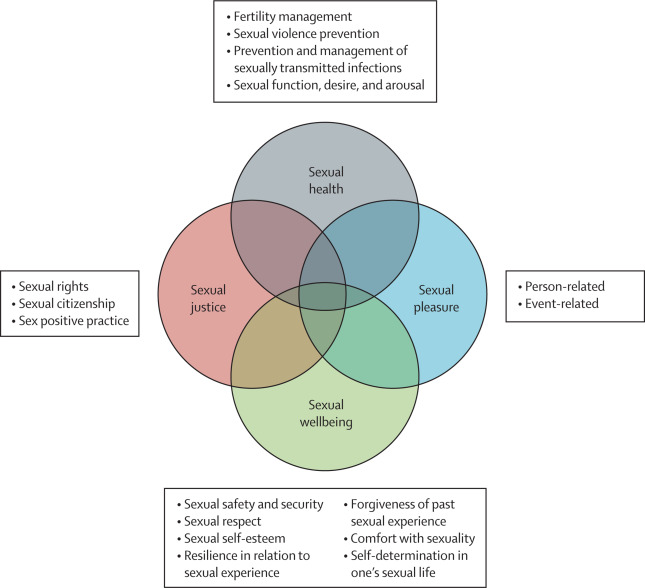 • Fertility management
• Sexual violence prevention
• Prevention and management of
sexually transmitted infections
• Sexual function, desire, and arousal
Sexual
health
• Sexual rights
• Sexual citizenship
• Sex positive practice
Sexual
justice
Sexual
pleasure
• Person-related
• Event-related
Sexual
wellbeing
• Sexual safety and security
• Sexual respect
• Sexual self-esteem
• Resilience in relation to
sexual experience
• Forgiveness of past
sexual experience
• Comfort with sexuality
• Self-determination in
one’s sexual life